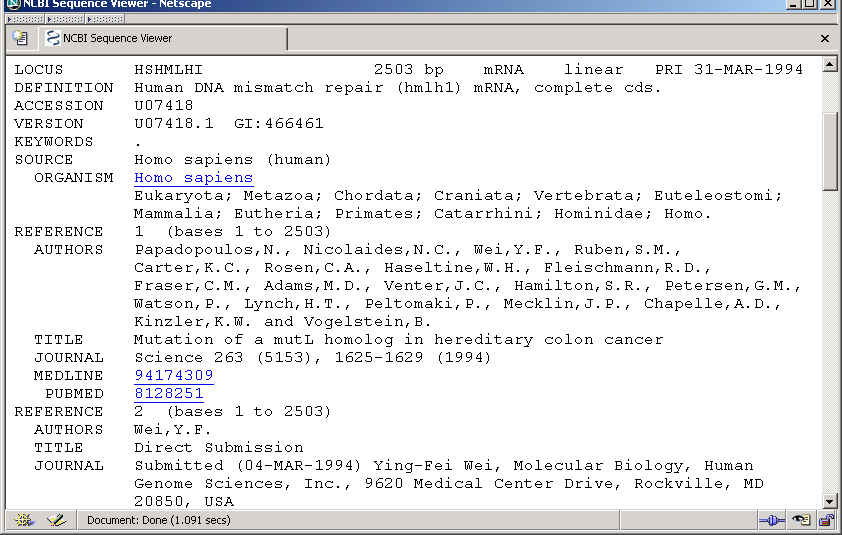 NCBI Sequence Viewer - Netscape
NCBI Sequence Viewer
LOCUS HSHMLHI 2503 bp mRNA linear PRI 31-MAR-1994
DEFINITION Human DNA mismatch repair (hmlh1) mRNA, complete cds.
ACCESSION U07418
VERSION U07418.1 GI:466461
KEYWORDS .
SOURCE Homo sapiens (human)
ORGANISM Homo sapiens
Eukaryota; Metazoa; Chordata; Craniata; Vertebrata; Euteleostomi;
Mammalia; Eutheria; Primates; Catarrhini; Hominidae; Homo.
REFERENCE 1 (bases 1 to 2503)
AUTHORS Papadopoulos,N., Nicolaides,N.C., Wei,Y.F., Ruben,S.M.,
Carter,K.C., Rosen,C.A., Haseltine,W.H., Fleischmann,R.D.,
Fraser,C.M., Adams,M.D., Venter,J.C., Hamilton,S.R., Petersen,G.M.,
Watson,P., Lynch,H.T., Peltomaki,P., Mecklin,J.P., Chapelle,A.D.,
Kinzler,K.W. and Vogelstein,B.
TITLE Mutation of a mutL homolog in hereditary colon cancer
JOURNAL Science 263 (5153), 1625-1629 (1994)
MEDLINE 94174309
PUBMED 8128251
REFERENCE 2 (bases 1 to 2503)
AUTHORS Wei,Y.F.
TITLE Direct Submission
JOURNAL Submitted (04-MAR-1994) Ying-Fei Wei, Molecular Biology, Human
Genome Sciences, Inc., 9620 Medical Center Drive, Rockville, MD
20850, USA
Document: Done (1.091 secs)